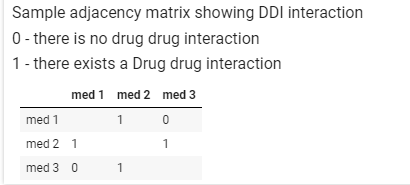 Sample adjacency matrix showing DDI interaction
0 - there is no drug drug interaction
1 - there exists a Drug drug interaction
med 1 med 2 med 3
med 1 1 0
med 2 1 1
med 3 0 1